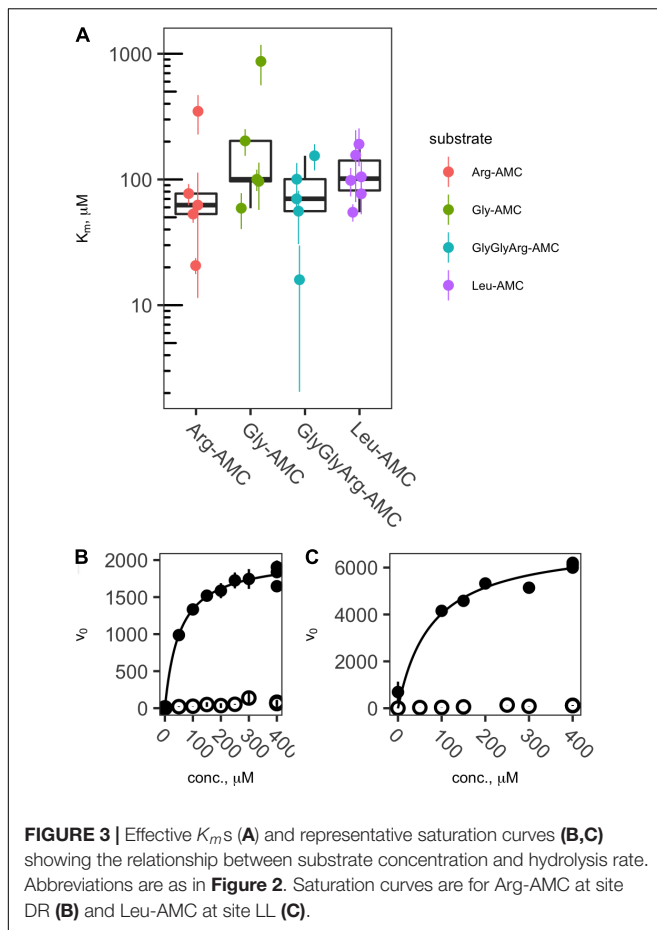 A
1000
100
10
Km, μM
substrate
Arg-AMC
Gly-AMC
GlyGlyArg-AMC
Leu-AMC
Arg-AMC
Gly-AMC
GlyGlyArg-AMC
Leu-AMC
B
2000
1500
1000
500
0
v0
0
100
200
300
400
conc., μM
C
6000
4000
2000
0
v0
0
100
200
300
400
conc., μM
FIGURE 3 | Effective Kms (A) and representative saturation curves (B,C)
showing the relationship between substrate concentration and hydrolysis rate.
Abbreviations are as in Figure 2. Saturation curves are for Arg-AMC at site
DR (B) and Leu-AMC at site LL (C).